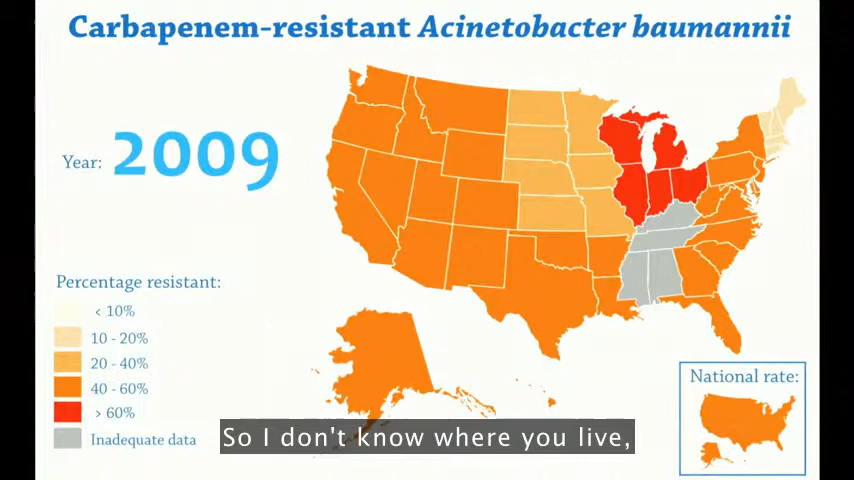 Carbapenem-resistant Acinetobacter baumannii
Year: 2009
Percentage resistant:
< 10%
10 - 20%
20 - 40%
40 - 60%
> 60%
Inadequate data
National rate:
So I don't know where you live,